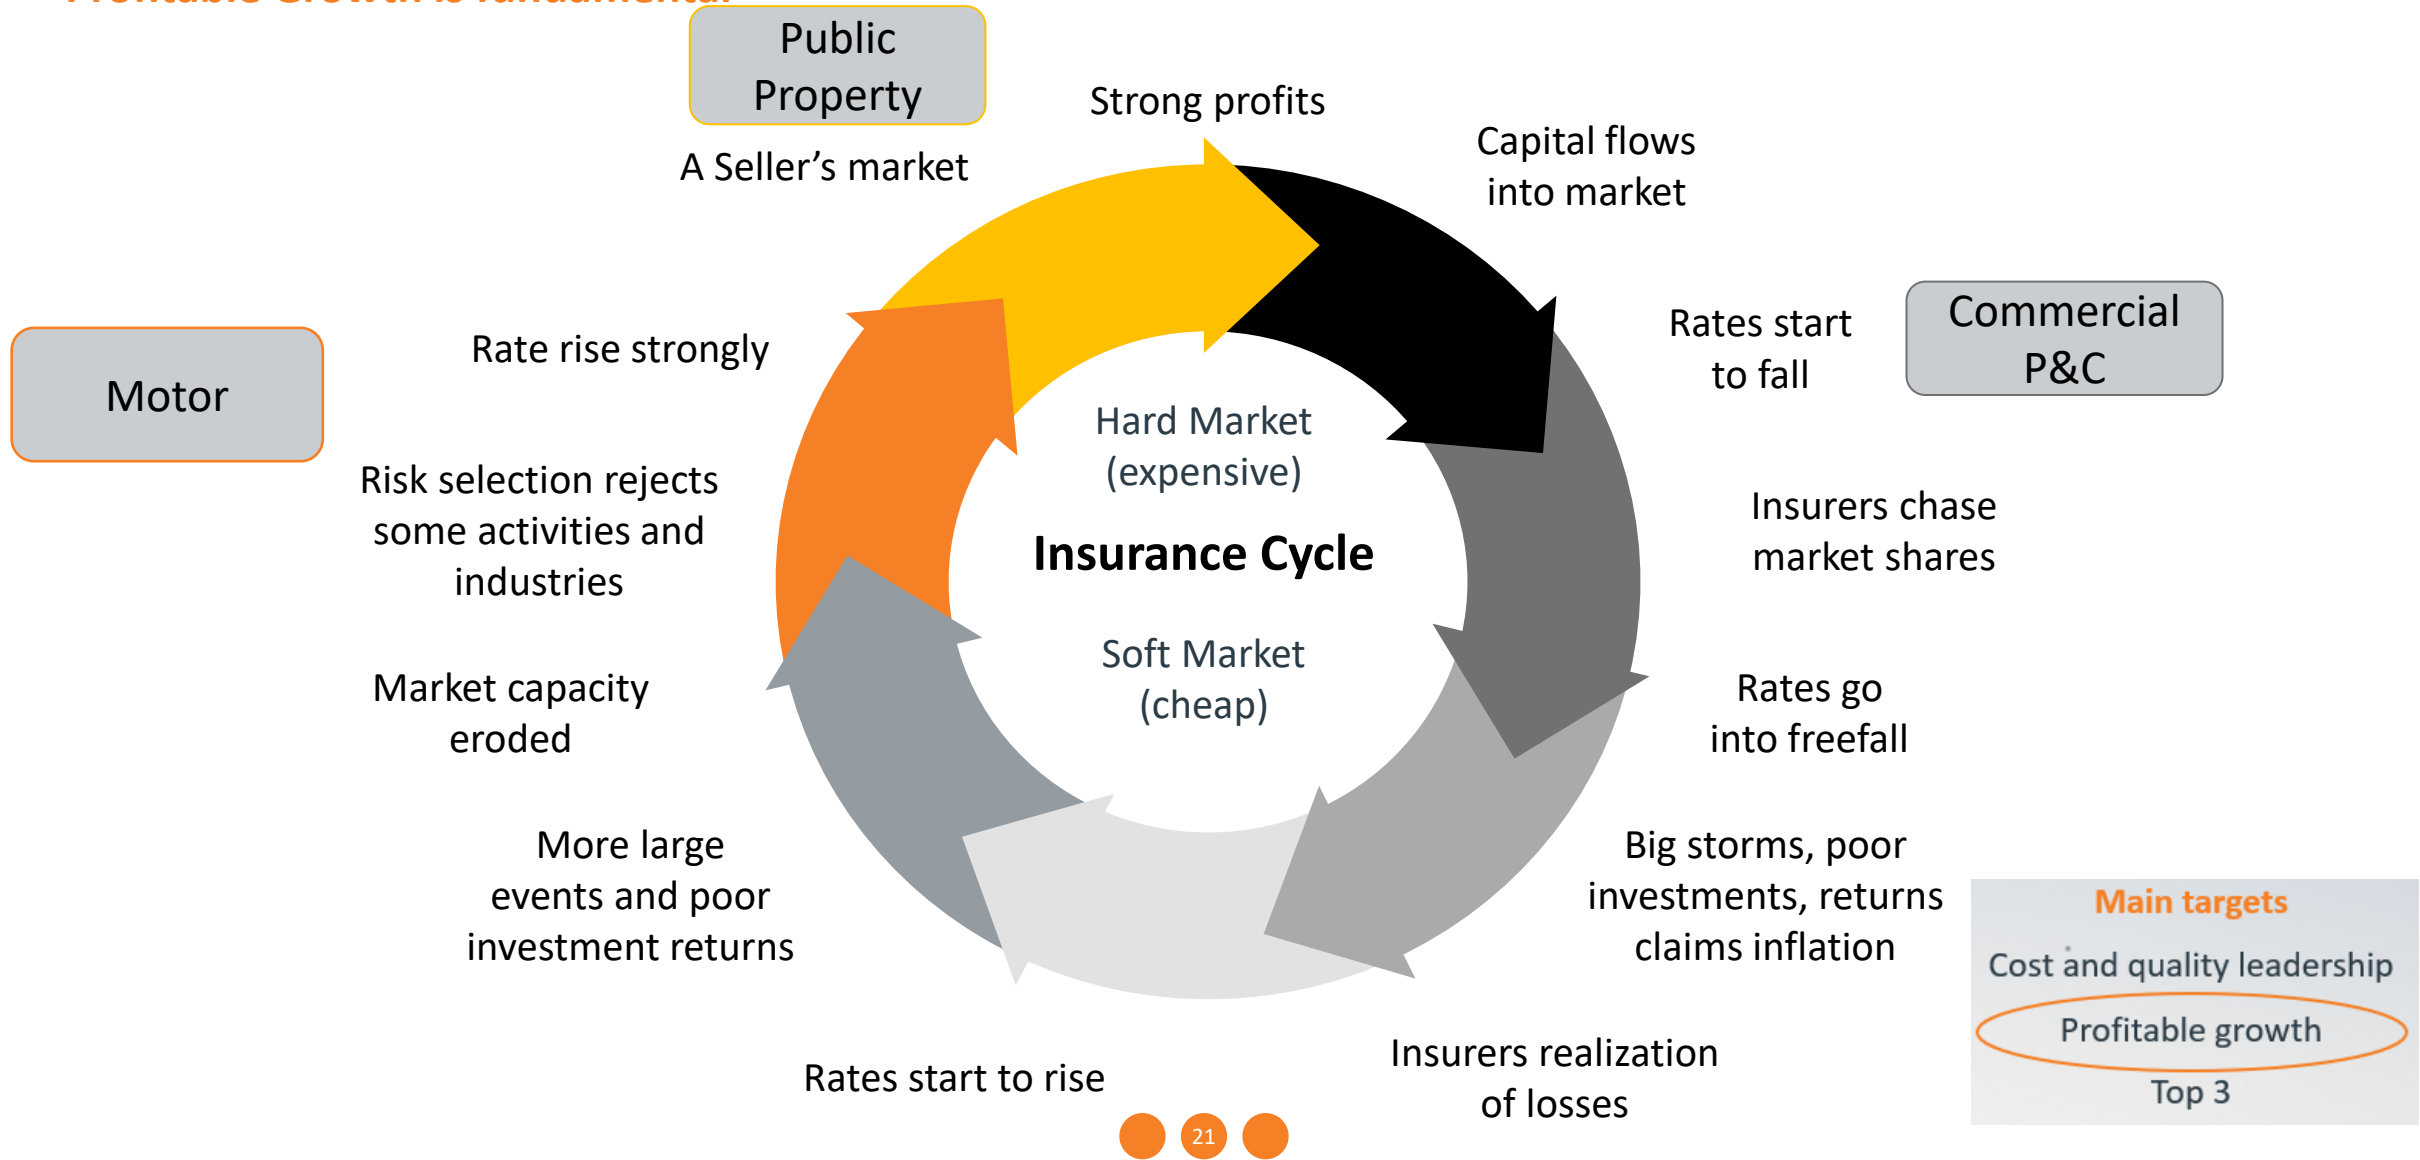 Profitable Growth is fundamental
Public
Property
A Seller’s market
Strong profits
Capital flows
into market
Rates start
to fall
Commercial
P&C
Insurers chase
market shares
Rates go
into freefall
Big storms, poor
investments, returns
claims inflation
Insurers realization
of losses
Rates start to rise
More large
events and poor
investment returns
Market capacity
eroded
Risk selection rejects
some activities and
industries
Rate rise strongly
Motor
Hard Market
(expensive)
Insurance Cycle
Soft Market
(cheap)
Main targets
Cost and quality leadership
Profitable growth
Top 3
21